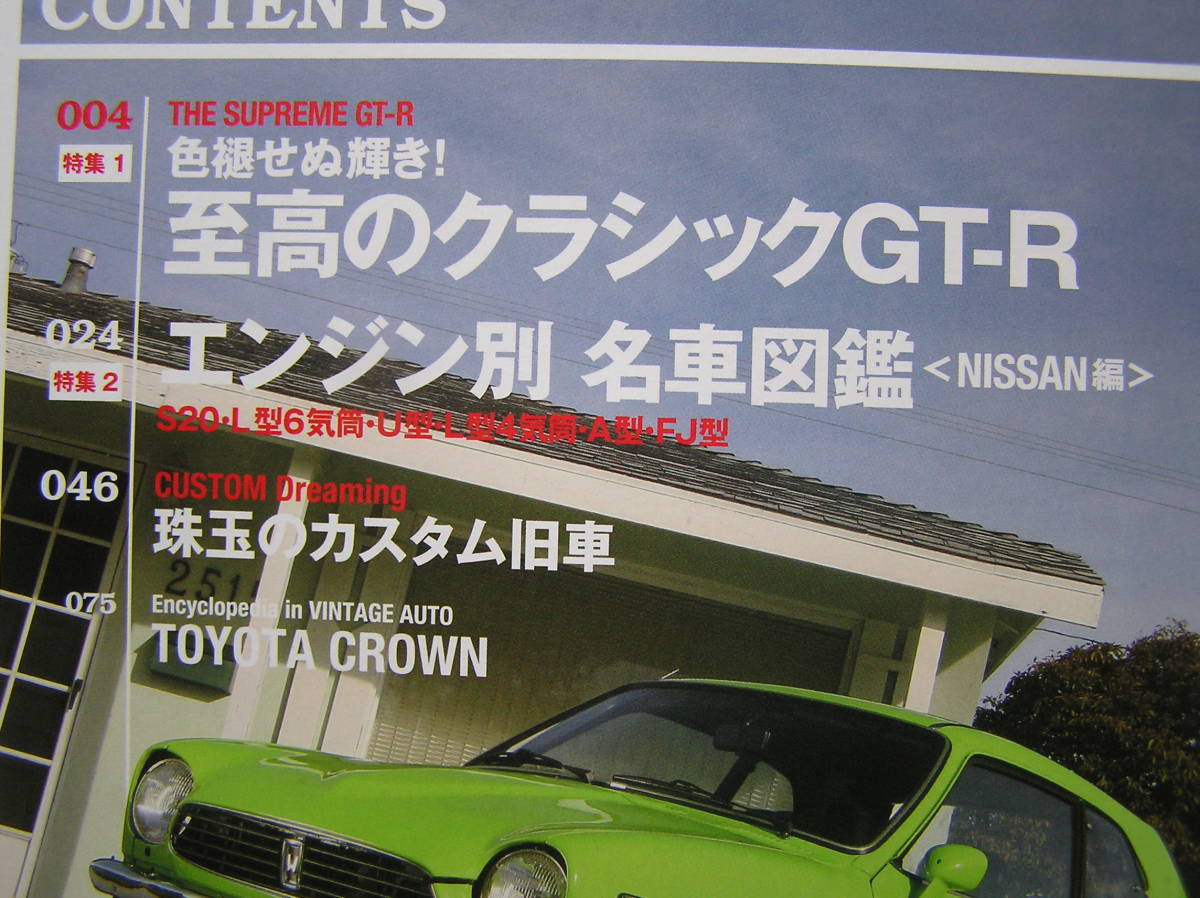 CONTENTS
004
THE SUPREME GT-R
特集 1
色褪せぬ輝き!
至高のクラシックGT-R
024
エンジン別 名車図鑑<NISSAN編>
特集 2
S20・L型6気筒・U型・L型4気筒・A型・FJ型
046
CUSTOM Dreaming
珠玉のカスタム旧車
251
075
Encyclopedia in VINTAGE AUTO
TOYOTA CROWN